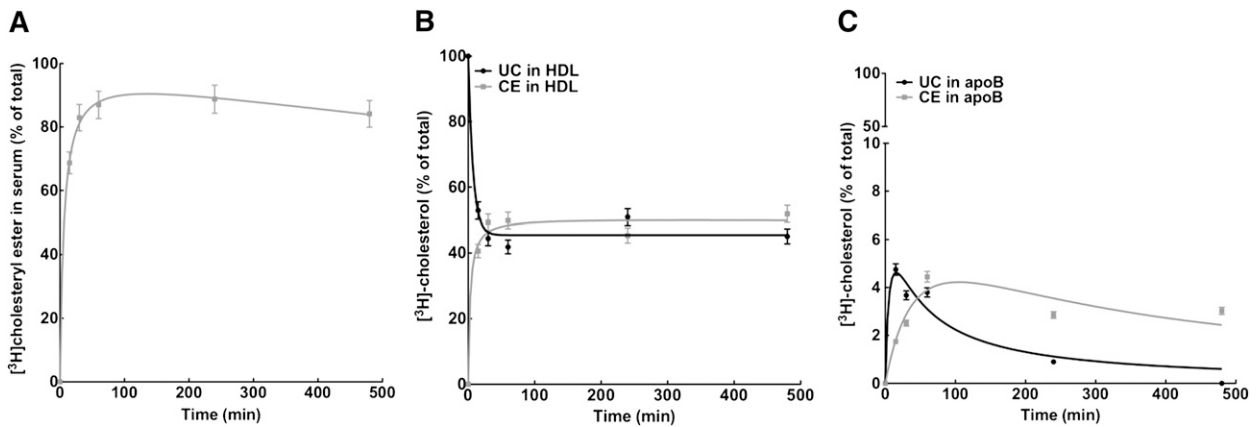 A
[³H]cholesteryl ester in serum (% of total)
100
80
60
40
20
0
0 100 200 300 400 500
Time (min)
B
[³H]-cholesterol (% of total)
UC in HDL
CE in HDL
100
80
60
40
20
0
0 100 200 300 400 500
Time (min)
C
[³H]-cholesterol (% of total)
UC in apoB
CE in apoB
100
50
10
8
6
4
2
0
0 100 200 300 400 500
Time (min)